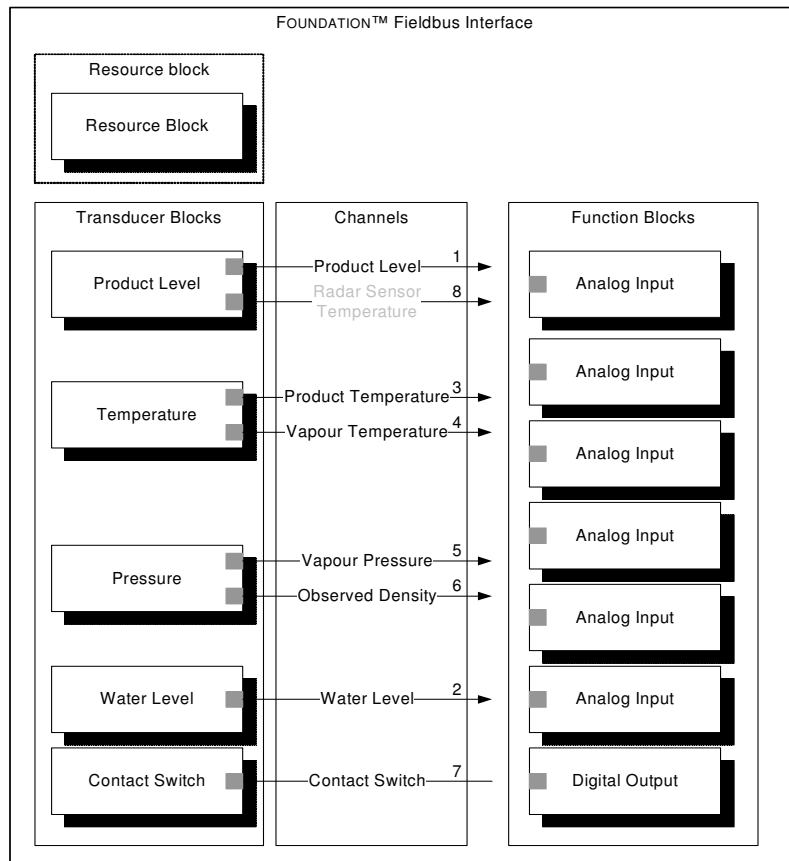 FOUNDATION™ Fieldbus Interface
Resource block
Resource Block
Transducer Blocks
Channels
Function Blocks
Product Level
Product Level
1
Analog Input
Radar Sensor
Temperature
8
Analog Input
Temperature
Product Temperature
3
Vapour Temperature
4
Analog Input
Analog Input
Pressure
Vapour Pressure
5
Observed Density
6
Analog Input
Water Level
Water Level
2
Analog Input
Contact Switch
Contact Switch
7
Digital Output